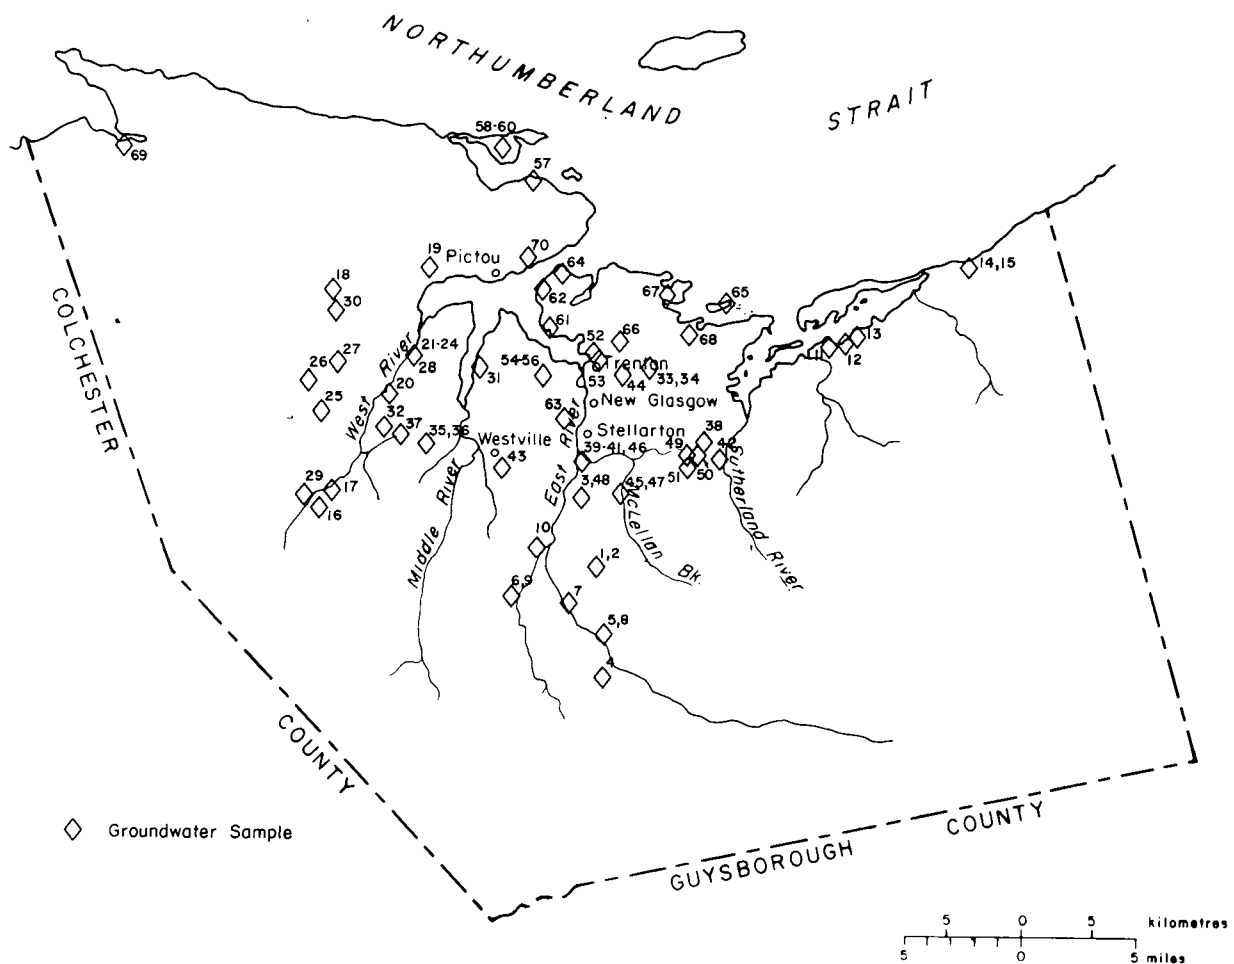 NORTHUMBERLAND
STRAIT
58-60
69
57
19
Pictou
70
64
14,15
18
30
62
67
65
61
66
68
52
13
11
12
21-24
28
West River
26
27
54-56
31
Trenton
53
44
33,34
20
25
New Glasgow
63
32
37
35,36
Westville
Stellarton
38
43
39-41,46
49
42
51
50
29
17
16
3,48
45,47
Middle River
East River
McLellan Bk.
Sutherland River
10
1,2
6,9
7
5,8
4
COLCHESTER
COUNTY
Groundwater Sample
GUYSBOROUGH
COUNTY
5 0 5 kilometres
5 0 5 miles